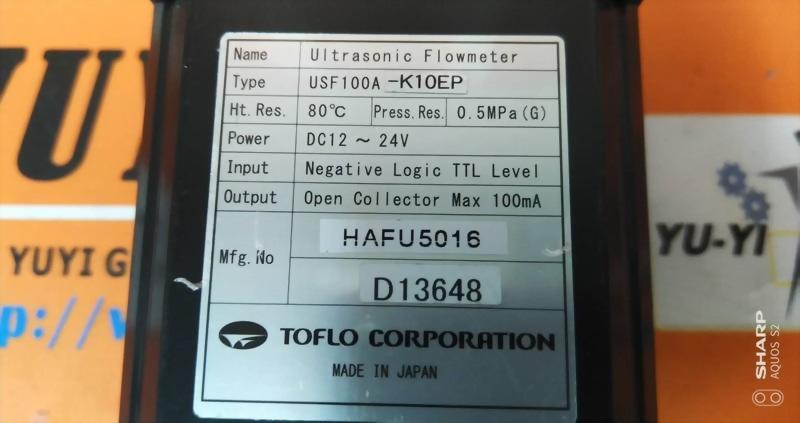 Name Ultrasonic Flowmeter
Type USF100A -K10EP
Ht. Res. 80℃ Press. Res. 0.5MPa (G)
Power DC12 ~ 24V
Input Negative Logic TTL Level
Output Open Collector Max 100mA
Mfg. No HAFU5016
D13648
TOFLO CORPORATION
MADE IN JAPAN
YUYI G
p://
YU-YI
SHARP
AQUOS S2